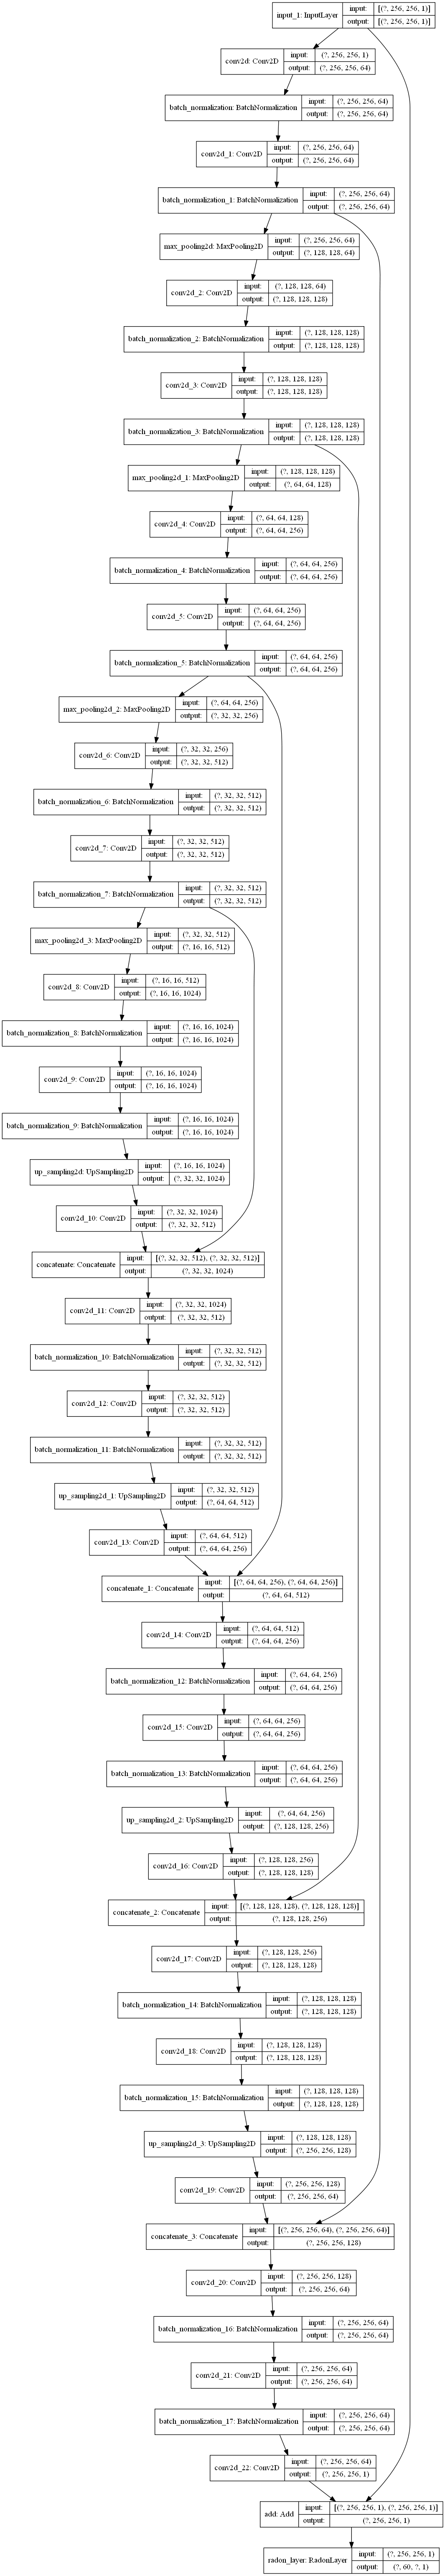 input_1: InputLayer input: [(?, 256, 256, 1)]
output: [(?, 256, 256, 1)]
conv2d: Conv2D input: (?, 256, 256, 1)
output: (?, 256, 256, 64)
batch_normalization: BatchNormalization input: (?, 256, 256, 64)
output: (?, 256, 256, 64)
conv2d_1: Conv2D input: (?, 256, 256, 64)
output: (?, 256, 256, 64)
batch_normalization_1: BatchNormalization input: (?, 256, 256, 64)
output: (?, 256, 256, 64)
max_pooling2d: MaxPooling2D input: (?, 256, 256, 64)
output: (?, 128, 128, 64)
conv2d_2: Conv2D input: (?, 128, 128, 64)
output: (?, 128, 128, 128)
batch_normalization_2: BatchNormalization input: (?, 128, 128, 128)
output: (?, 128, 128, 128)
conv2d_3: Conv2D input: (?, 128, 128, 128)
output: (?, 128, 128, 128)
batch_normalization_3: BatchNormalization input: (?, 128, 128, 128)
output: (?, 128, 128, 128)
max_pooling2d_1: MaxPooling2D input: (?, 128, 128, 128)
output: (?, 64, 64, 128)
conv2d_4: Conv2D input: (?, 64, 64, 128)
output: (?, 64, 64, 256)
batch_normalization_4: BatchNormalization input: (?, 64, 64, 256)
output: (?, 64, 64, 256)
conv2d_5: Conv2D input: (?, 64, 64, 256)
output: (?, 64, 64, 256)
batch_normalization_5: BatchNormalization input: (?, 64, 64, 256)
output: (?, 64, 64, 256)
max_pooling2d_2: MaxPooling2D input: (?, 64, 64, 256)
output: (?, 32, 32, 256)
conv2d_6: Conv2D input: (?, 32, 32, 256)
output: (?, 32, 32, 512)
batch_normalization_6: BatchNormalization input: (?, 32, 32, 512)
output: (?, 32, 32, 512)
conv2d_7: Conv2D input: (?, 32, 32, 512)
output: (?, 32, 32, 512)
batch_normalization_7: BatchNormalization input: (?, 32, 32, 512)
output: (?, 32, 32, 512)
max_pooling2d_3: MaxPooling2D input: (?, 32, 32, 512)
output: (?, 16, 16, 512)
conv2d_8: Conv2D input: (?, 16, 16, 512)
output: (?, 16, 16, 1024)
batch_normalization_8: BatchNormalization input: (?, 16, 16, 1024)
output: (?, 16, 16, 1024)
conv2d_9: Conv2D input: (?, 16, 16, 1024)
output: (?, 16, 16, 1024)
batch_normalization_9: BatchNormalization input: (?, 16, 16, 1024)
output: (?, 16, 16, 1024)
up_sampling2d: UpSampling2D input: (?, 16, 16, 1024)
output: (?, 32, 32, 1024)
conv2d_10: Conv2D input: (?, 32, 32, 1024)
output: (?, 32, 32, 512)
concatenate: Concatenate input: [(?, 32, 32, 512), (?, 32, 32, 512)]
output: (?, 32, 32, 1024)
conv2d_11: Conv2D input: (?, 32, 32, 1024)
output: (?, 32, 32, 512)
batch_normalization_10: BatchNormalization input: (?, 32, 32, 512)
output: (?, 32, 32, 512)
conv2d_12: Conv2D input: (?, 32, 32, 512)
output: (?, 32, 32, 512)
batch_normalization_11: BatchNormalization input: (?, 32, 32, 512)
output: (?, 32, 32, 512)
up_sampling2d_1: UpSampling2D input: (?, 32, 32, 512)
output: (?, 64, 64, 512)
conv2d_13: Conv2D input: (?, 64, 64, 512)
output: (?, 64, 64, 256)
concatenate_1: Concatenate input: [(?, 64, 64, 256), (?, 64, 64, 256)]
output: (?, 64, 64, 512)
conv2d_14: Conv2D input: (?, 64, 64, 512)
output: (?, 64, 64, 256)
batch_normalization_12: BatchNormalization input: (?, 64, 64, 256)
output: (?, 64, 64, 256)
conv2d_15: Conv2D input: (?, 64, 64, 256)
output: (?, 64, 64, 256)
batch_normalization_13: BatchNormalization input: (?, 64, 64, 256)
output: (?, 64, 64, 256)
up_sampling2d_2: UpSampling2D input: (?, 64, 64, 256)
output: (?, 128, 128, 256)
conv2d_16: Conv2D input: (?, 128, 128, 256)
output: (?, 128, 128, 128)
concatenate_2: Concatenate input: [(?, 128, 128, 128), (?, 128, 128, 128)]
output: (?, 128, 128, 256)
conv2d_17: Conv2D input: (?, 128, 128, 256)
output: (?, 128, 128, 128)
batch_normalization_14: BatchNormalization input: (?, 128, 128, 128)
output: (?, 128, 128, 128)
conv2d_18: Conv2D input: (?, 128, 128, 128)
output: (?, 128, 128, 128)
batch_normalization_15: BatchNormalization input: (?, 128, 128, 128)
output: (?, 128, 128, 128)
up_sampling2d_3: UpSampling2D input: (?, 128, 128, 128)
output: (?, 256, 256, 128)
conv2d_19: Conv2D input: (?, 256, 256, 128)
output: (?, 256, 256, 64)
concatenate_3: Concatenate input: [(?, 256, 256, 64), (?, 256, 256, 64)]
output: (?, 256, 256, 128)
conv2d_20: Conv2D input: (?, 256, 256, 128)
output: (?, 256, 256, 64)
batch_normalization_16: BatchNormalization input: (?, 256, 256, 64)
output: (?, 256, 256, 64)
conv2d_21: Conv2D input: (?, 256, 256, 64)
output: (?, 256, 256, 64)
batch_normalization_17: BatchNormalization input: (?, 256, 256, 64)
output: (?, 256, 256, 64)
conv2d_22: Conv2D input: (?, 256, 256, 64)
output: (?, 256, 256, 1)
add: Add input: [(?, 256, 256, 1), (?, 256, 256, 1)]
output: (?, 256, 256, 1)
radon_layer: RadonLayer input: (?, 256, 256, 1)
output: (?, 60, ?, 1)